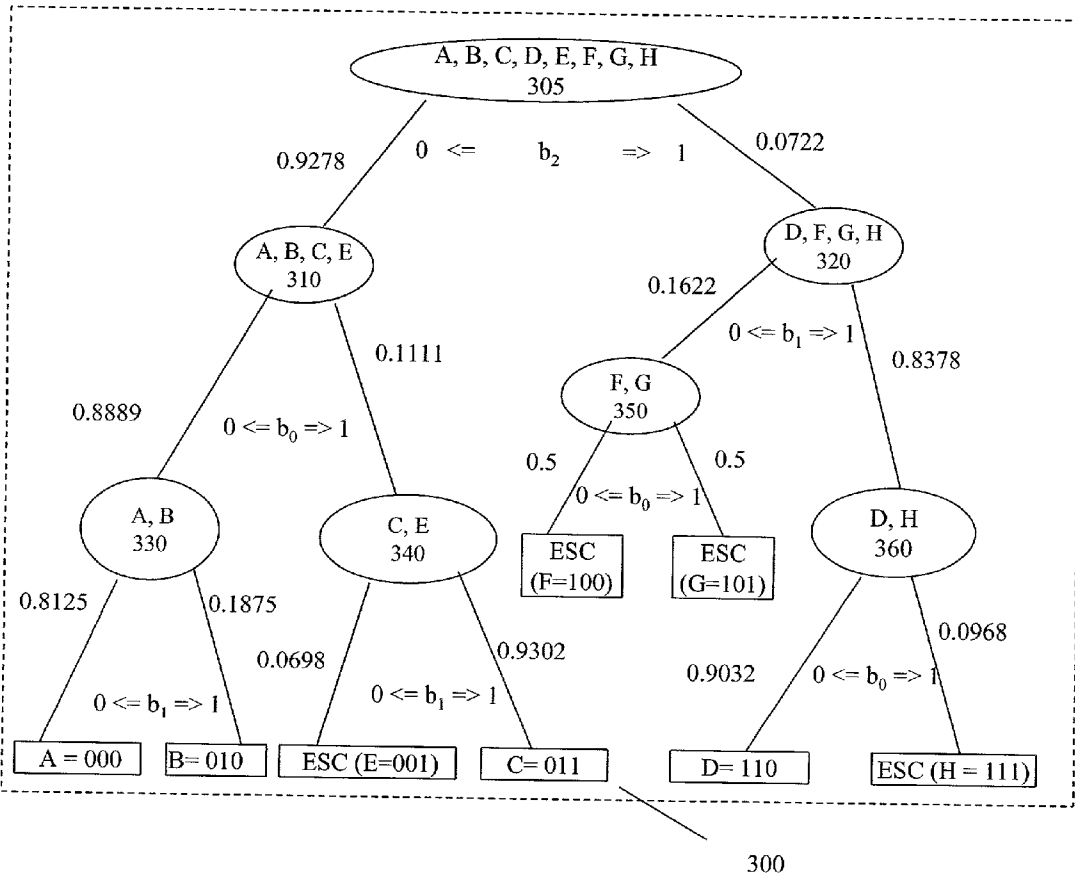 A, B, C, D, E, F, G, H
305
0.9278
0 <= b2 => 1
0.0722
A, B, C, E
310
D, F, G, H
320
0.1622
0 <= b1 => 1
0.8378
0.1111
0.8889
0 <= b0 => 1
F, G
350
0.5
0.5
0 <= b0 => 1
A, B
330
C, E
340
ESC
(F=100)
ESC
(G=101)
D, H
360
0.8125
0.1875
0 <= b1 => 1
0.0698
0.9302
0 <= b1 => 1
0.9032
0.0968
0 <= b0 => 1
A = 000
B= 010
ESC (E=001)
C= 011
D= 110
ESC (H = 111)
300